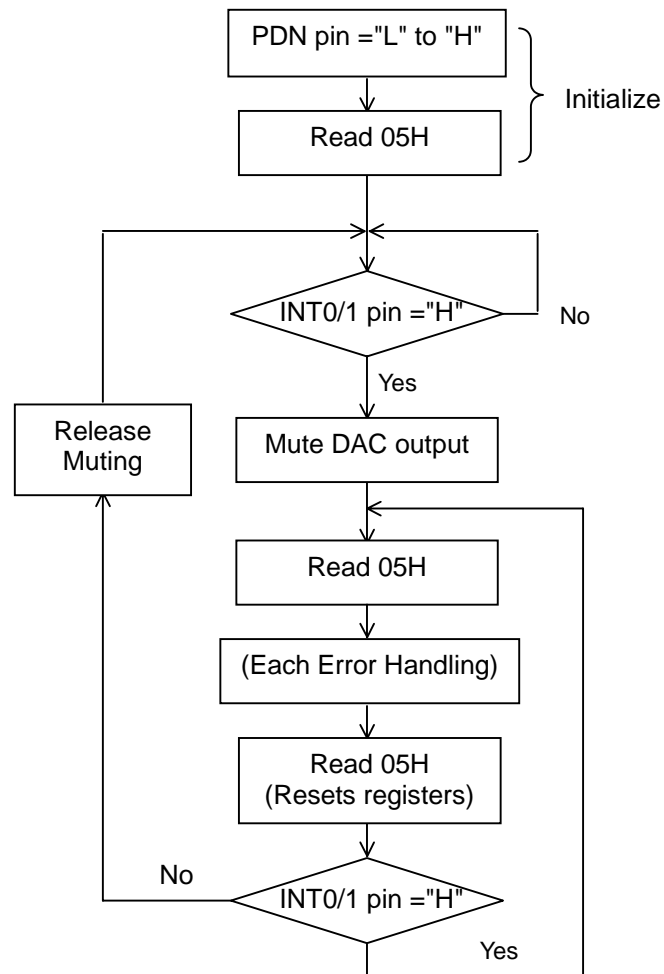 PDN pin ="L" to "H"
Initialize
Read 05H
INT0/1 pin ="H"
No
Yes
Release
Muting
Mute DAC output
Read 05H
(Each Error Handling)
Read 05H
(Resets registers)
No
INT0/1 pin ="H"
Yes